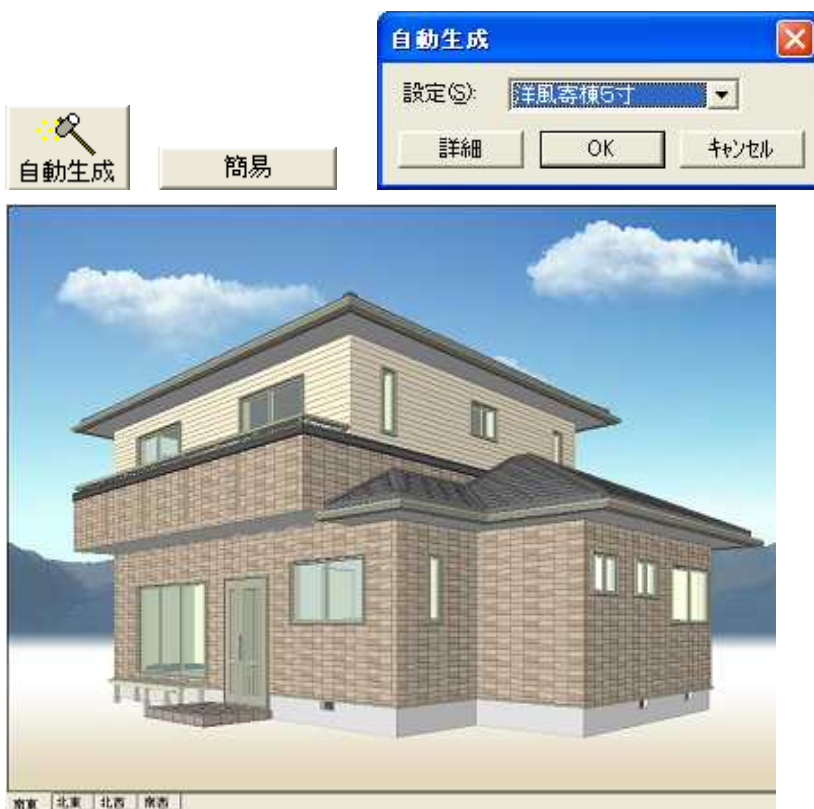 自動生成
設定(S):
洋風寄棟5寸
詳細
OK
キャンセル
自動生成
簡易
南東
北東
北西
南西